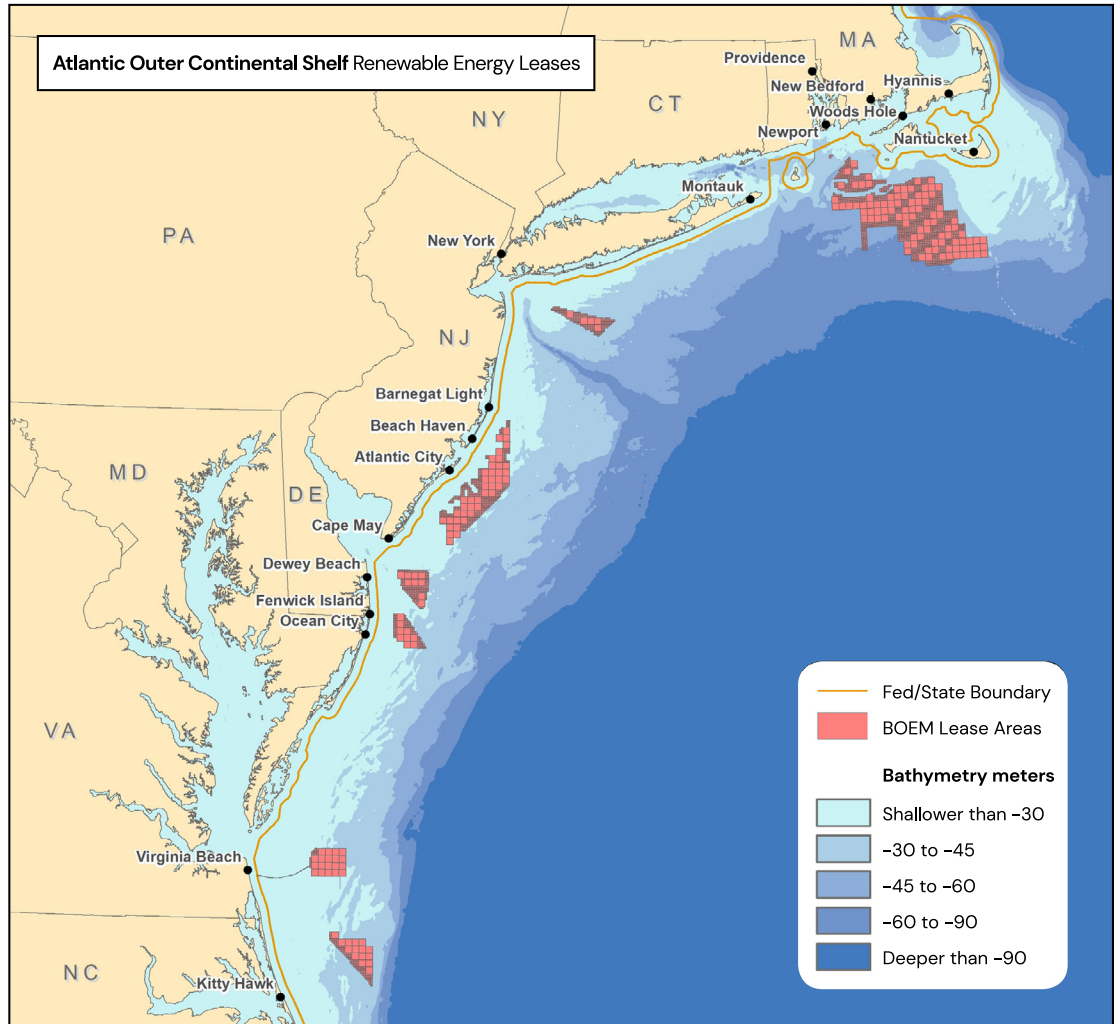 Atlantic Outer Continental Shelf Renewable Energy Leases
MA
Providence
New Bedford
Hyannis
CT
Woods Hole
NY
Newport
Nantucket
Montauk
PA
New York
NJ
Barnegat Light
Beach Haven
Atlantic City
MD
DE
Cape May
Dewey Beach
Fenwick Island
Ocean City
VA
Virginia Beach
NC
Kitty Hawk
Fed/State Boundary
BOEM Lease Areas
Bathymetry meters
Shallower than -30
-30 to -45
-45 to -60
-60 to -90
Deeper than -90